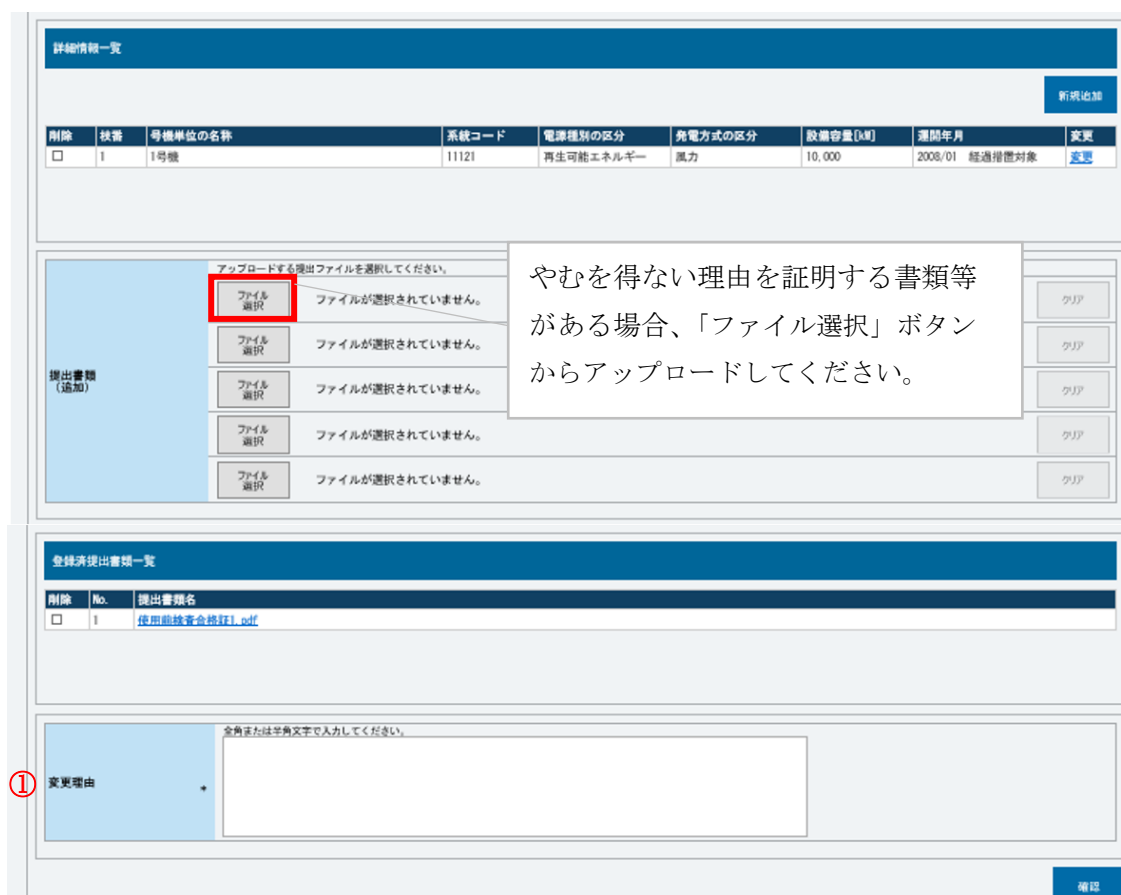 詳細情報一覧
新規追加
削除 枝番 号機単位の名称 系統コード 電源種別の区分 発電方式の区分 設備容量[kW] 運開年月 変更
1 1号機 11121 再生可能エネルギー 風力 10,000 2008/01 経過措置対象 変更
アップロードする提出ファイルを選択してください。
提出書類
(追加)
ファイル
選択
ファイルが選択されていません。
クリア
ファイル
選択
ファイルが選択されていません。
クリア
ファイル
選択
ファイルが選択されていません。
クリア
ファイル
選択
ファイルが選択されていません。
クリア
ファイル
選択
ファイルが選択されていません。
クリア
やむを得ない理由を証明する書類等
がある場合、「ファイル選択」ボタン
からアップロードしてください。
登録済提出書類一覧
削除 No. 提出書類名
1 使用前検査合格証1.pdf
全角または半角文字で入力してください。
① 変更理由 *
確認